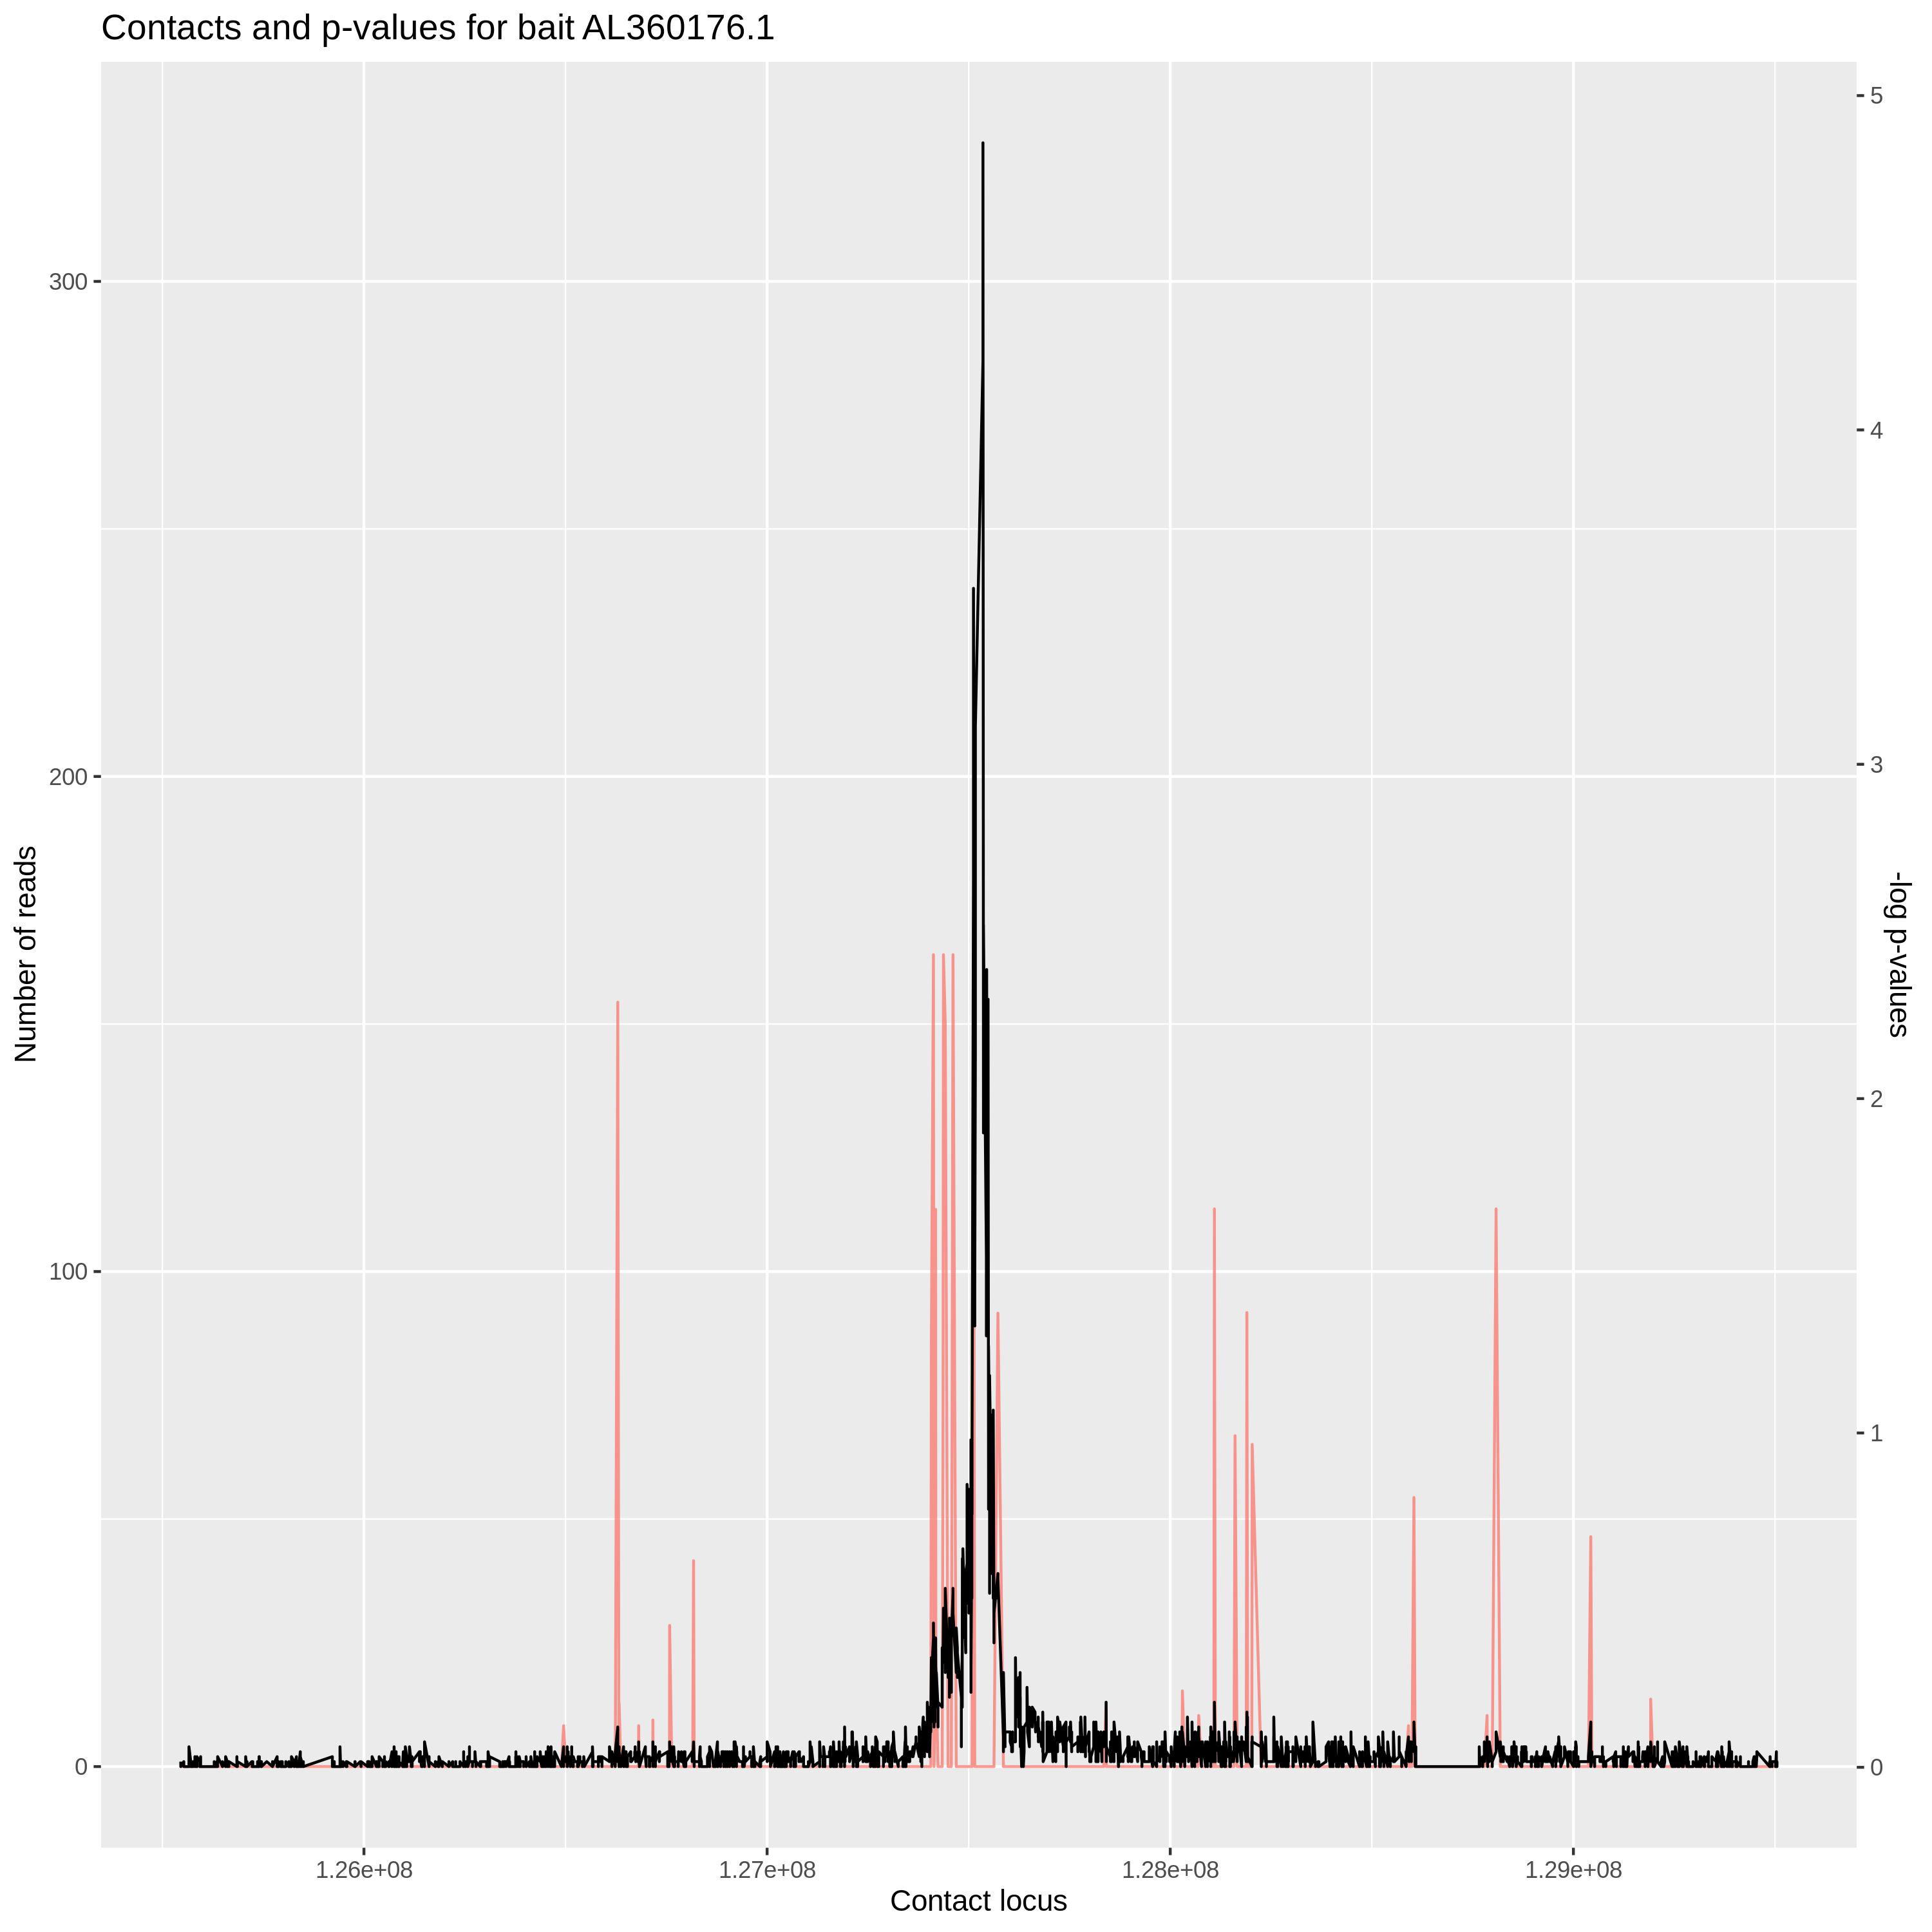 Contacts and p-values for bait AL360176.1
300
200
100
0
Number of reads
5
4
3
2
1
0
-log p-values
1.26e+08
1.27e+08
1.28e+08
1.29e+08
Contact locus